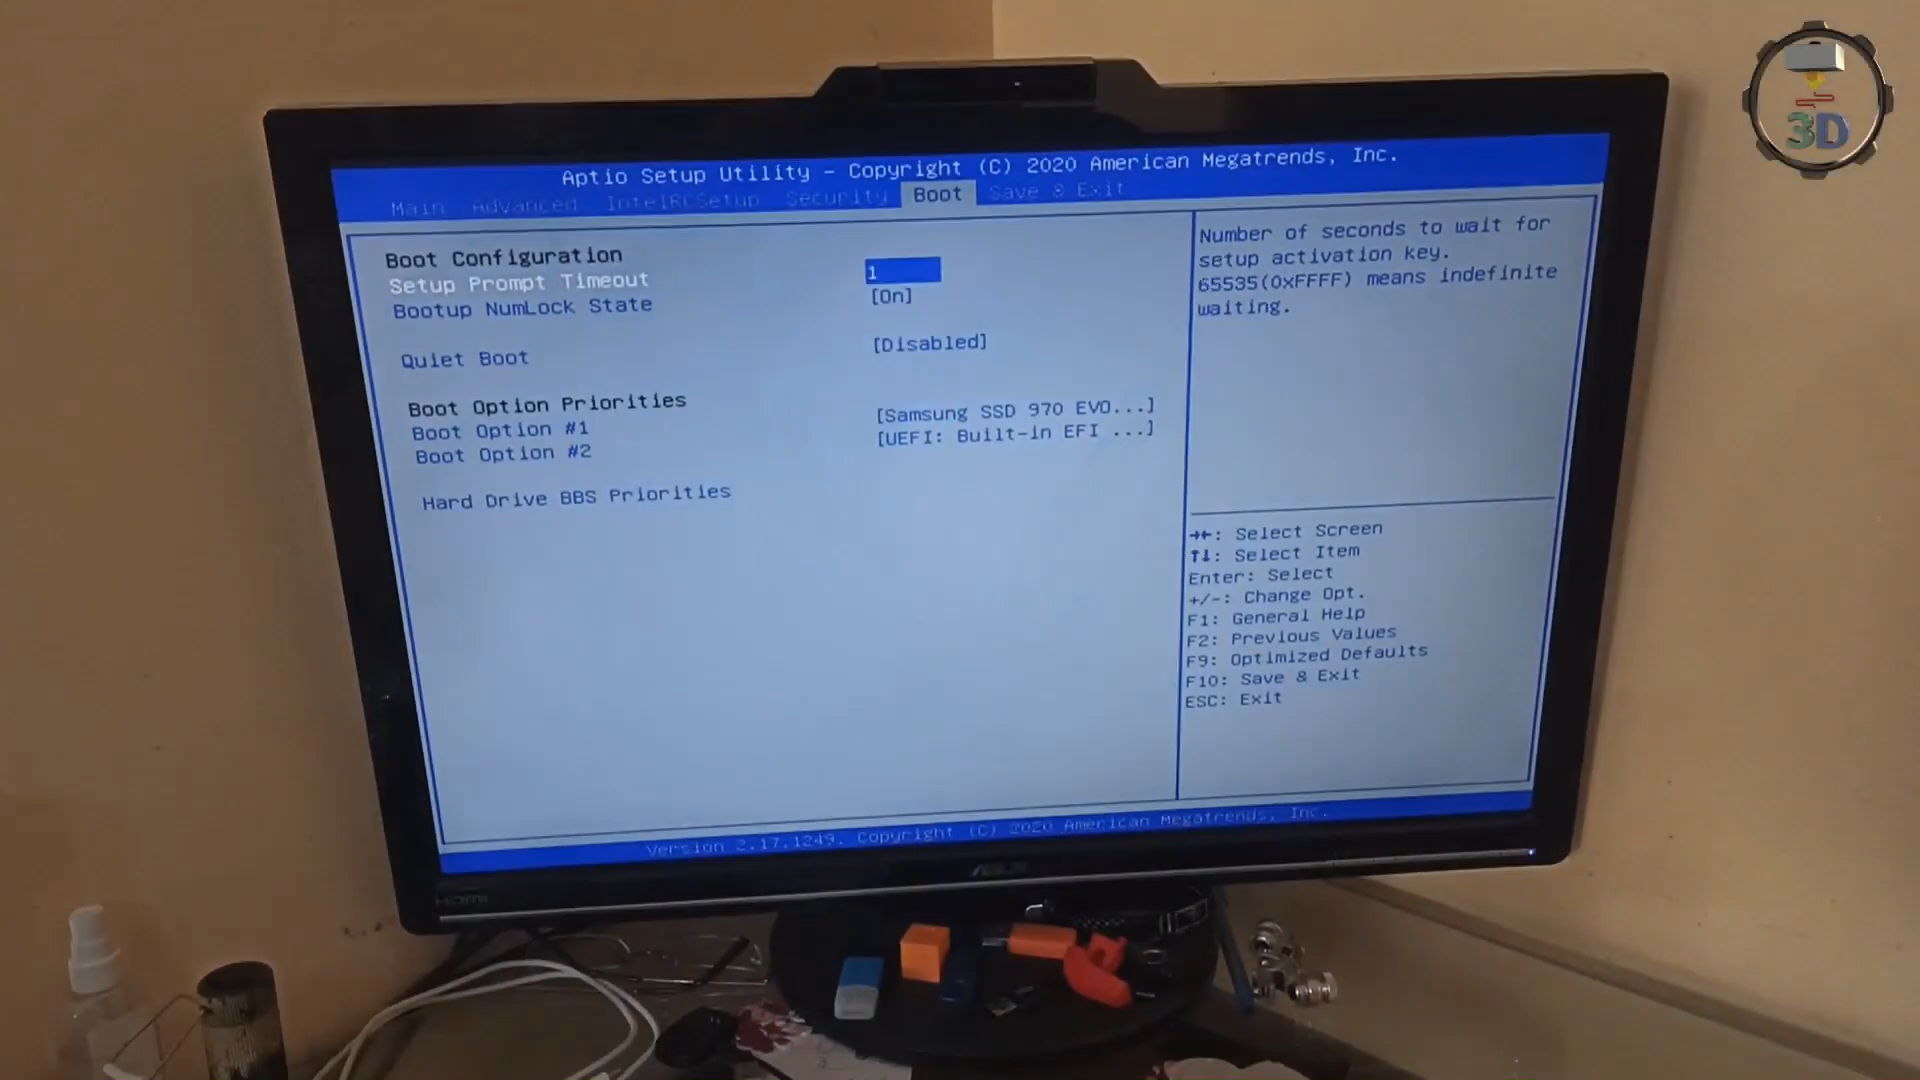 3D
Aptio Setup Utility – Copyright (C) 2020 American Megatrends, Inc.
Main Advanced IntelRCSetup Security Boot Save & Exit
Boot Configuration
Setup Prompt Timeout 1
Bootup NumLock State [On]
Quiet Boot [Disabled]
Boot Option Priorities
Boot Option #1 [Samsung SSD 970 EVO...]
Boot Option #2 [UEFI: Built-in EFI ...]
Hard Drive BBS Priorities
Number of seconds to wait for
setup activation key.
65535(0xFFFF) means indefinite
waiting.
→←: Select Screen
↑↓: Select Item
Enter: Select
+/-: Change Opt.
F1: General Help
F2: Previous Values
F9: Optimized Defaults
F10: Save & Exit
ESC: Exit
Version 2.17.1249. Copyright (C) 2020 American Megatrends, Inc.
ASUS
HDMI